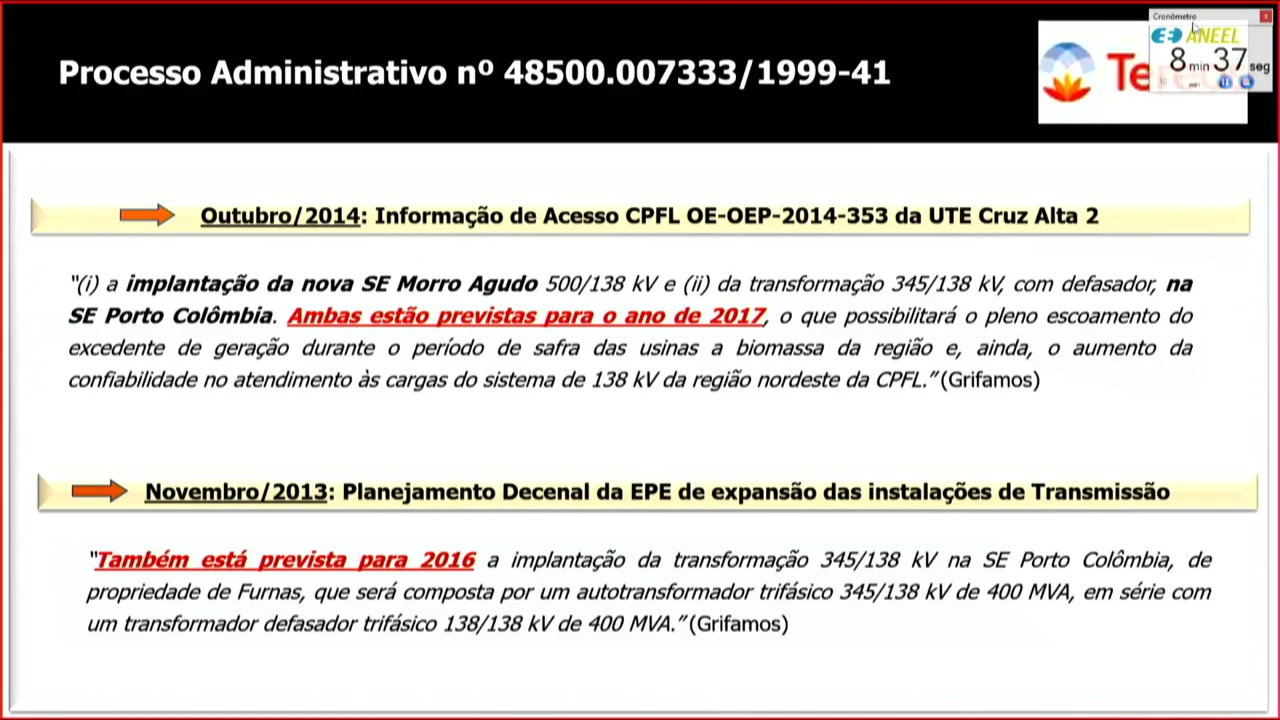 Cronômetro
ANEEL
8 min 37 seg
Processo Administrativo nº 48500.007333/1999-41
Outubro/2014: Informação de Acesso CPFL OE-OEP-2014-353 da UTE Cruz Alta 2
"(i) a implantação da nova SE Morro Agudo 500/138 kV e (ii) da transformação 345/138 kV, com defasador, na
SE Porto Colômbia. Ambas estão previstas para o ano de 2017, o que possibilitará o pleno escoamento do
excedente de geração durante o período de safra das usinas a biomassa da região e, ainda, o aumento da
confiabilidade no atendimento às cargas do sistema de 138 kV da região nordeste da CPFL." (Grifamos)
Novembro/2013: Planejamento Decenal da EPE de expansão das instalações de Transmissão
"Também está prevista para 2016 a implantação da transformação 345/138 kV na SE Porto Colômbia, de
propriedade de Furnas, que será composta por um autotransformador trifásico 345/138 kV de 400 MVA, em série com
um transformador defasador trifásico 138/138 kV de 400 MVA." (Grifamos)